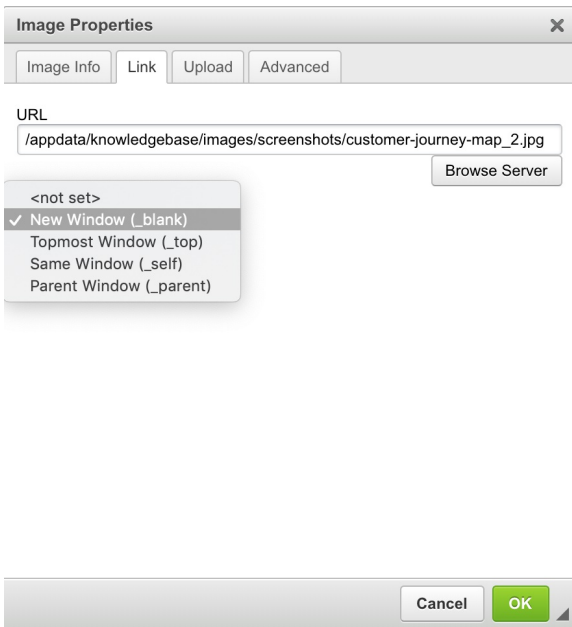 Image Properties
Image Info Link Upload Advanced
URL
/appdata/knowledgebase/images/screenshots/customer-journey-map_2.jpg
Browse Server
<not set>
New Window (_blank)
Topmost Window (_top)
Same Window (_self)
Parent Window (_parent)
Cancel OK